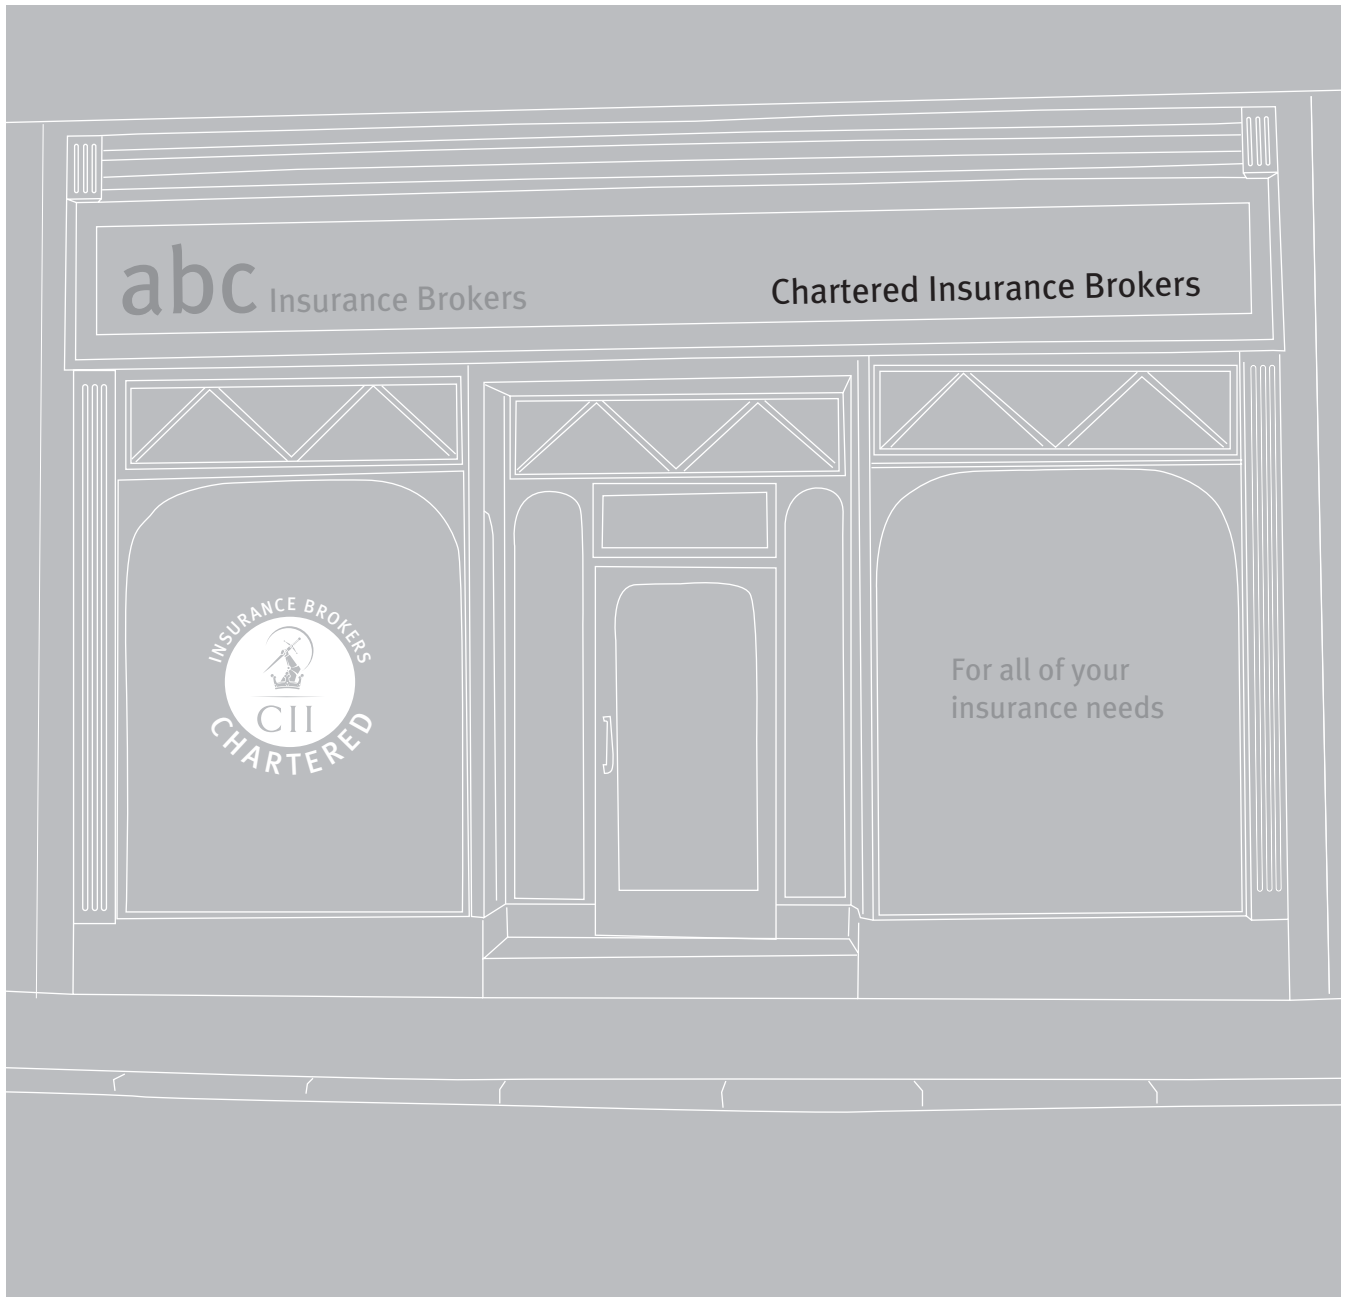 abc Insurance Brokers
Chartered Insurance Brokers
INSURANCE BROKERS
CII
CHARTERED
For all of your
insurance needs